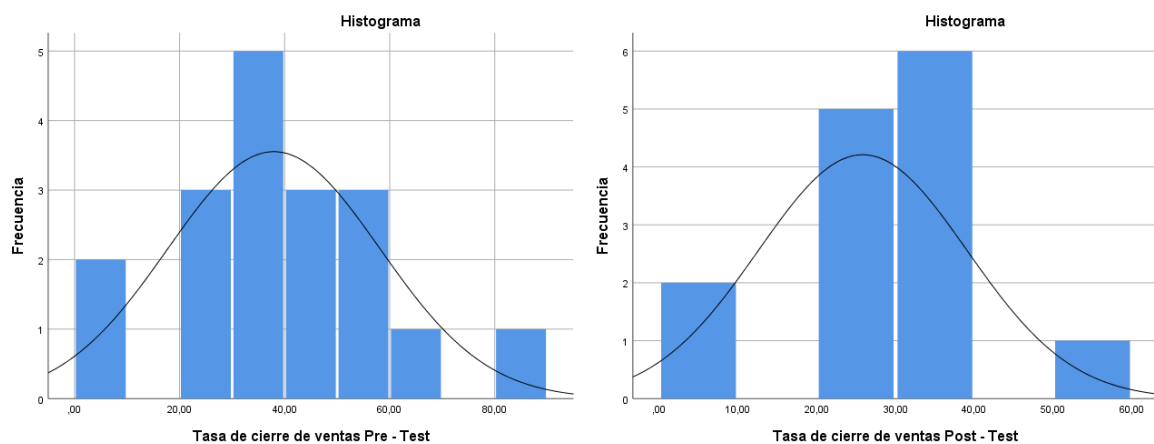 Histograma
5
4
3
2
1
0
Frecuencia
,00 20,00 40,00 60,00 80,00
Tasa de cierre de ventas Pre - Test
Histograma
6
5
4
3
2
1
0
Frecuencia
,00 10,00 20,00 30,00 40,00 50,00 60,00
Tasa de cierre de ventas Post - Test